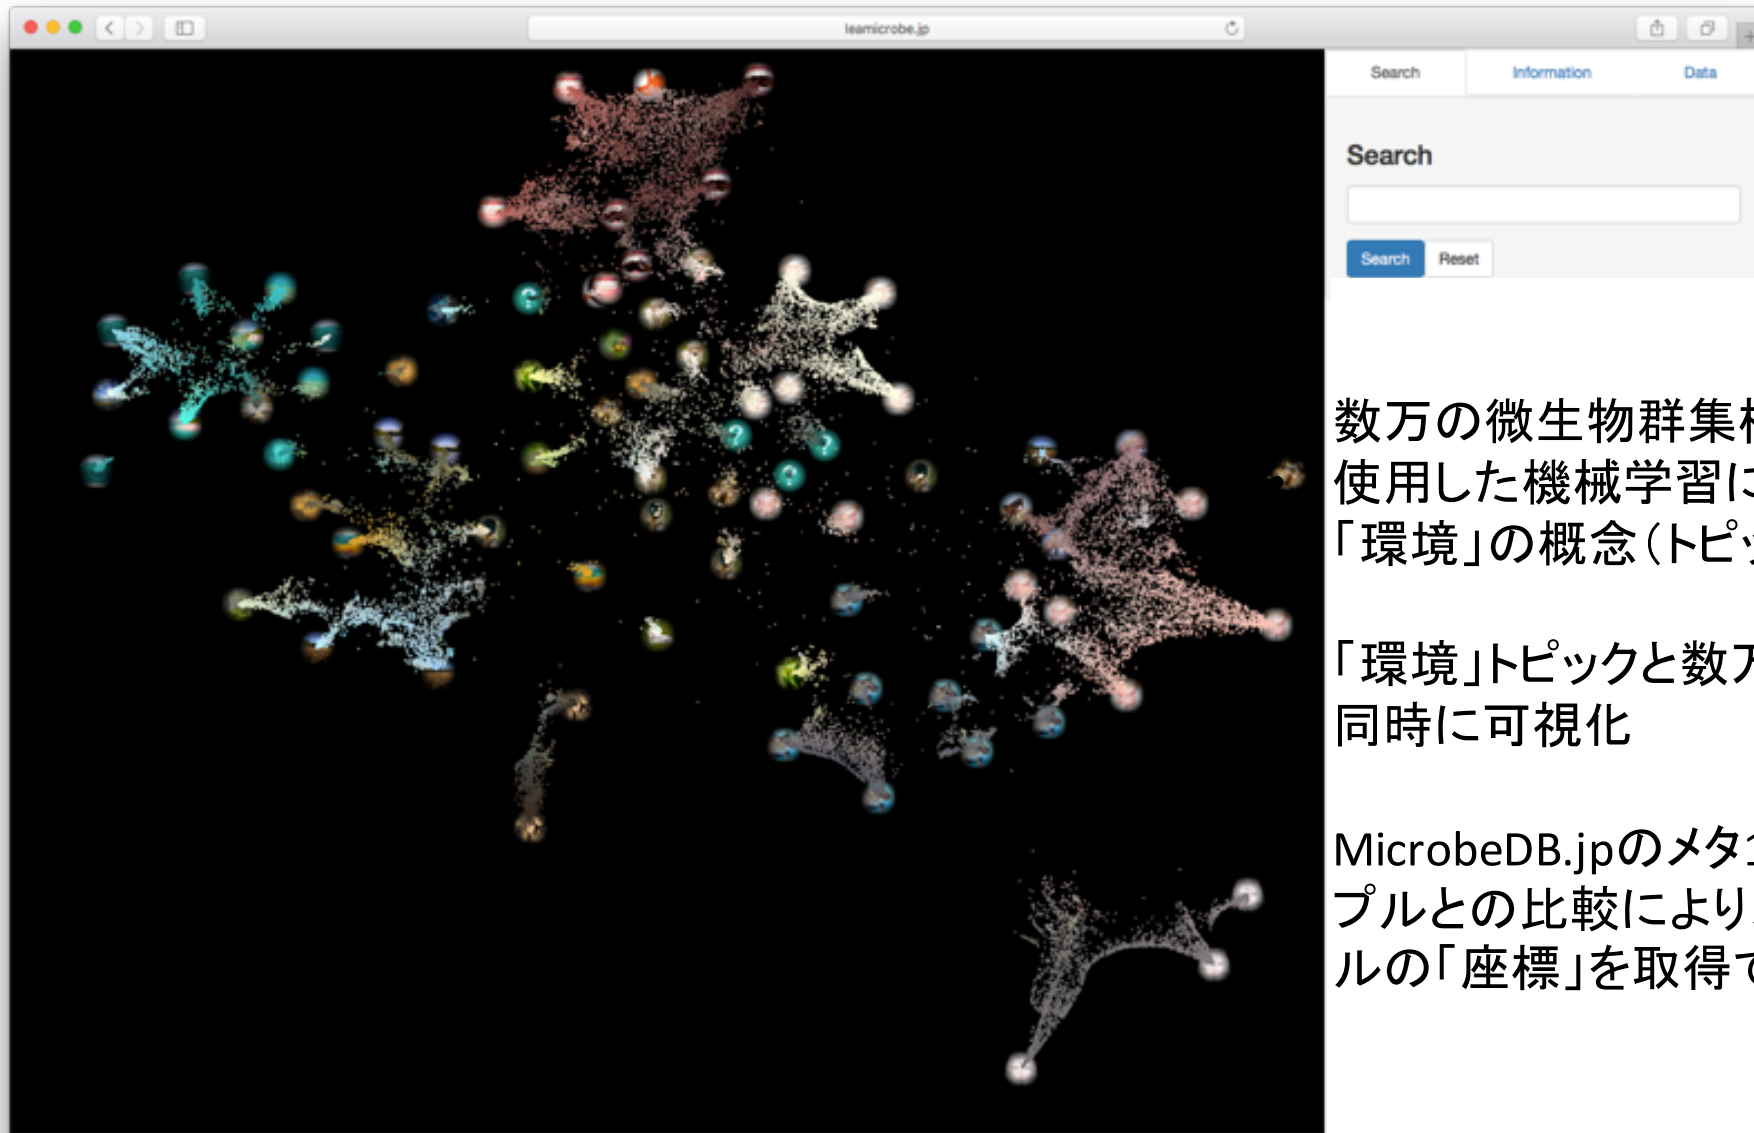 leamicrobe.jp
Search
Information
Data
Search
Search
Reset
数万の微生物群集
使用した機械学習に
「環境」の概念（トピッ
「環境」トピックと数万
同時に可視化
MicrobeDB.jpのメタ
プルとの比較により
ルの「座標」を取得
?
?
?
?